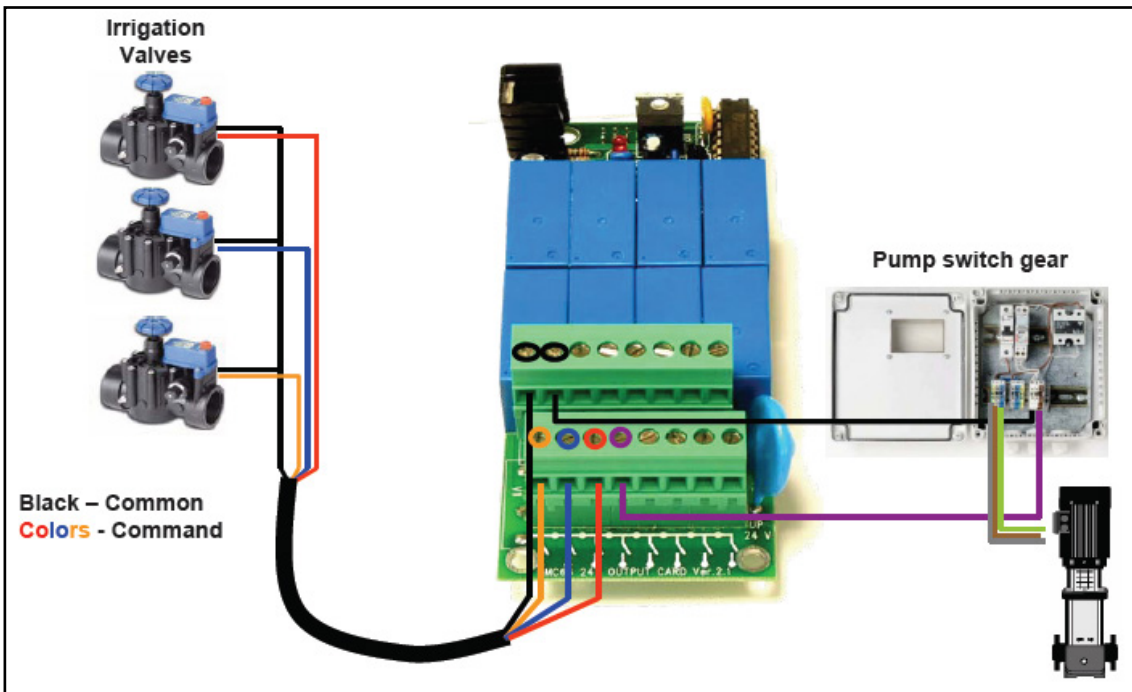 Irrigation
Valves
Pump switch gear
Black – Common
Colors - Command
24 V
OUTPUT CARD Ver.2.1